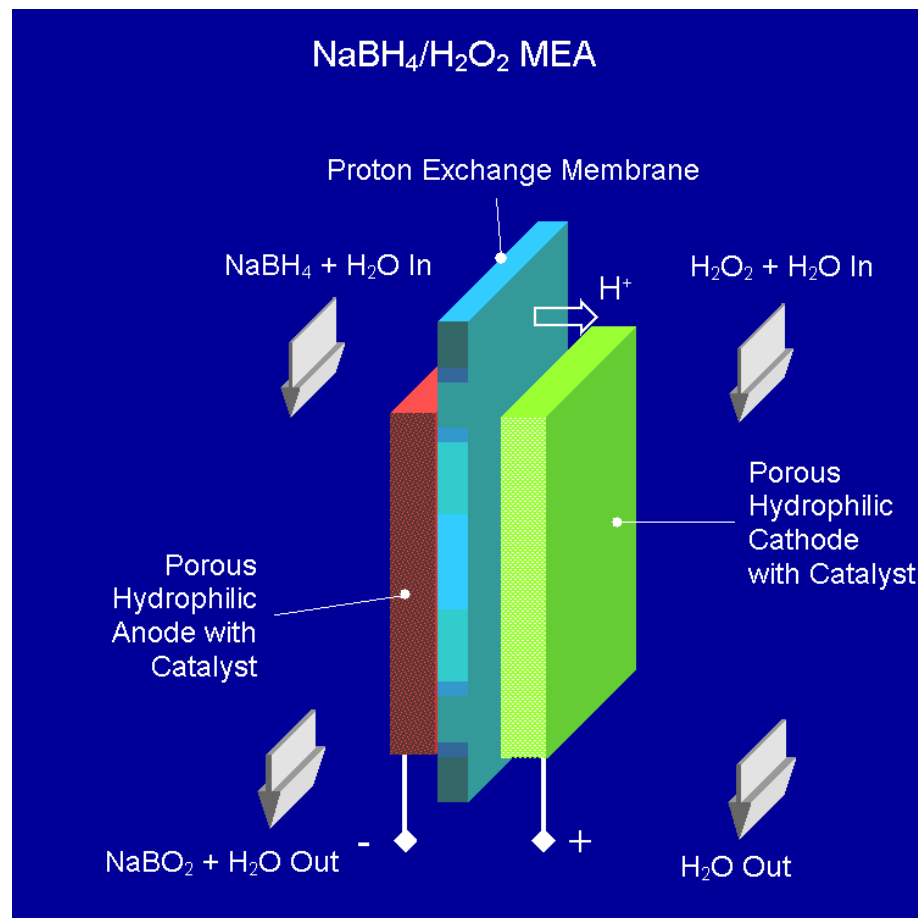 NaBH₄/H₂O₂ MEA
Proton Exchange Membrane
NaBH₄ + H₂O In
H₂O₂ + H₂O In
H⁺
Porous
Hydrophilic
Cathode
with Catalyst
Porous
Hydrophilic
Anode with
Catalyst
-
+
NaBO₂ + H₂O Out
H₂O Out